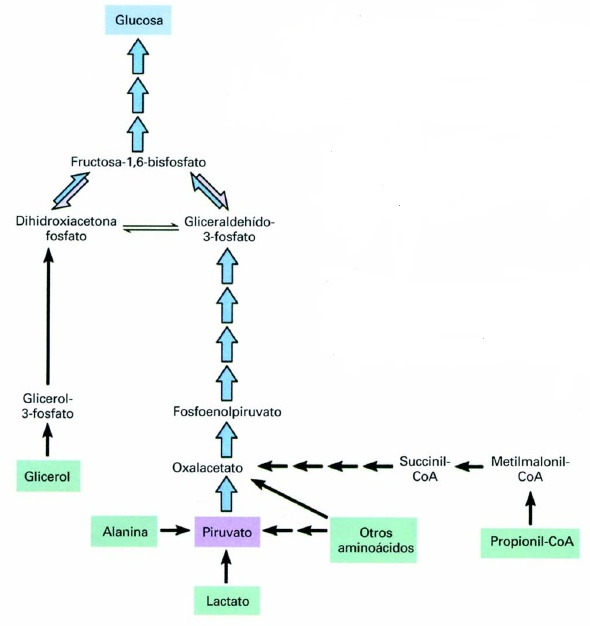 Glucosa
Fructosa-1,6-bisfosfato
Dihidroxiacetona
fosfato
Gliceraldehído-
3-fosfato
Glicerol-
3-fosfato
Fosfoenolpiruvato
Glicerol
Oxalacetato
Succinil-
CoA
Metilmalonil-
CoA
Alanina
Piruvato
Otros
aminoácidos
Propionil-CoA
Lactato